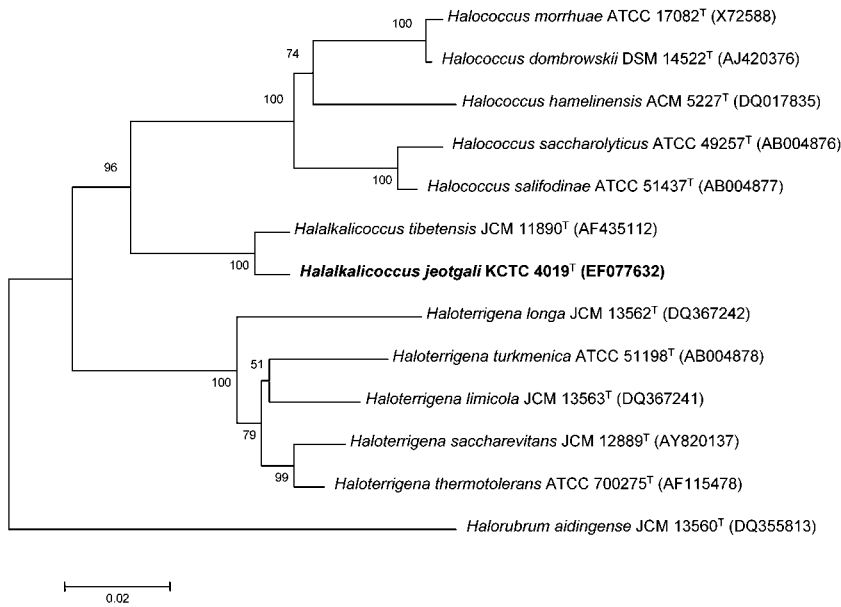 Halococcus morrhuae ATCC 17082T (X72588)
100
Halococcus dombrowskii DSM 14522T (AJ420376)
74
100
Halococcus hamelinensis ACM 5227T (DQ017835)
Halococcus saccharolyticus ATCC 49257T (AB004876)
96
100
Halococcus salifodinae ATCC 51437T (AB004877)
Halalkalicoccus tibetensis JCM 11890T (AF435112)
100
Halalkalicoccus jeotgali KCTC 4019T (EF077632)
Haloterrigena longa JCM 13562T (DQ367242)
Haloterrigena turkmenica ATCC 51198T (AB004878)
51
100
Haloterrigena limicola JCM 13563T (DQ367241)
79
Haloterrigena saccharevitans JCM 12889T (AY820137)
99
Haloterrigena thermotolerans ATCC 700275T (AF115478)
Halorubrum aidingense JCM 13560T (DQ355813)
0.02